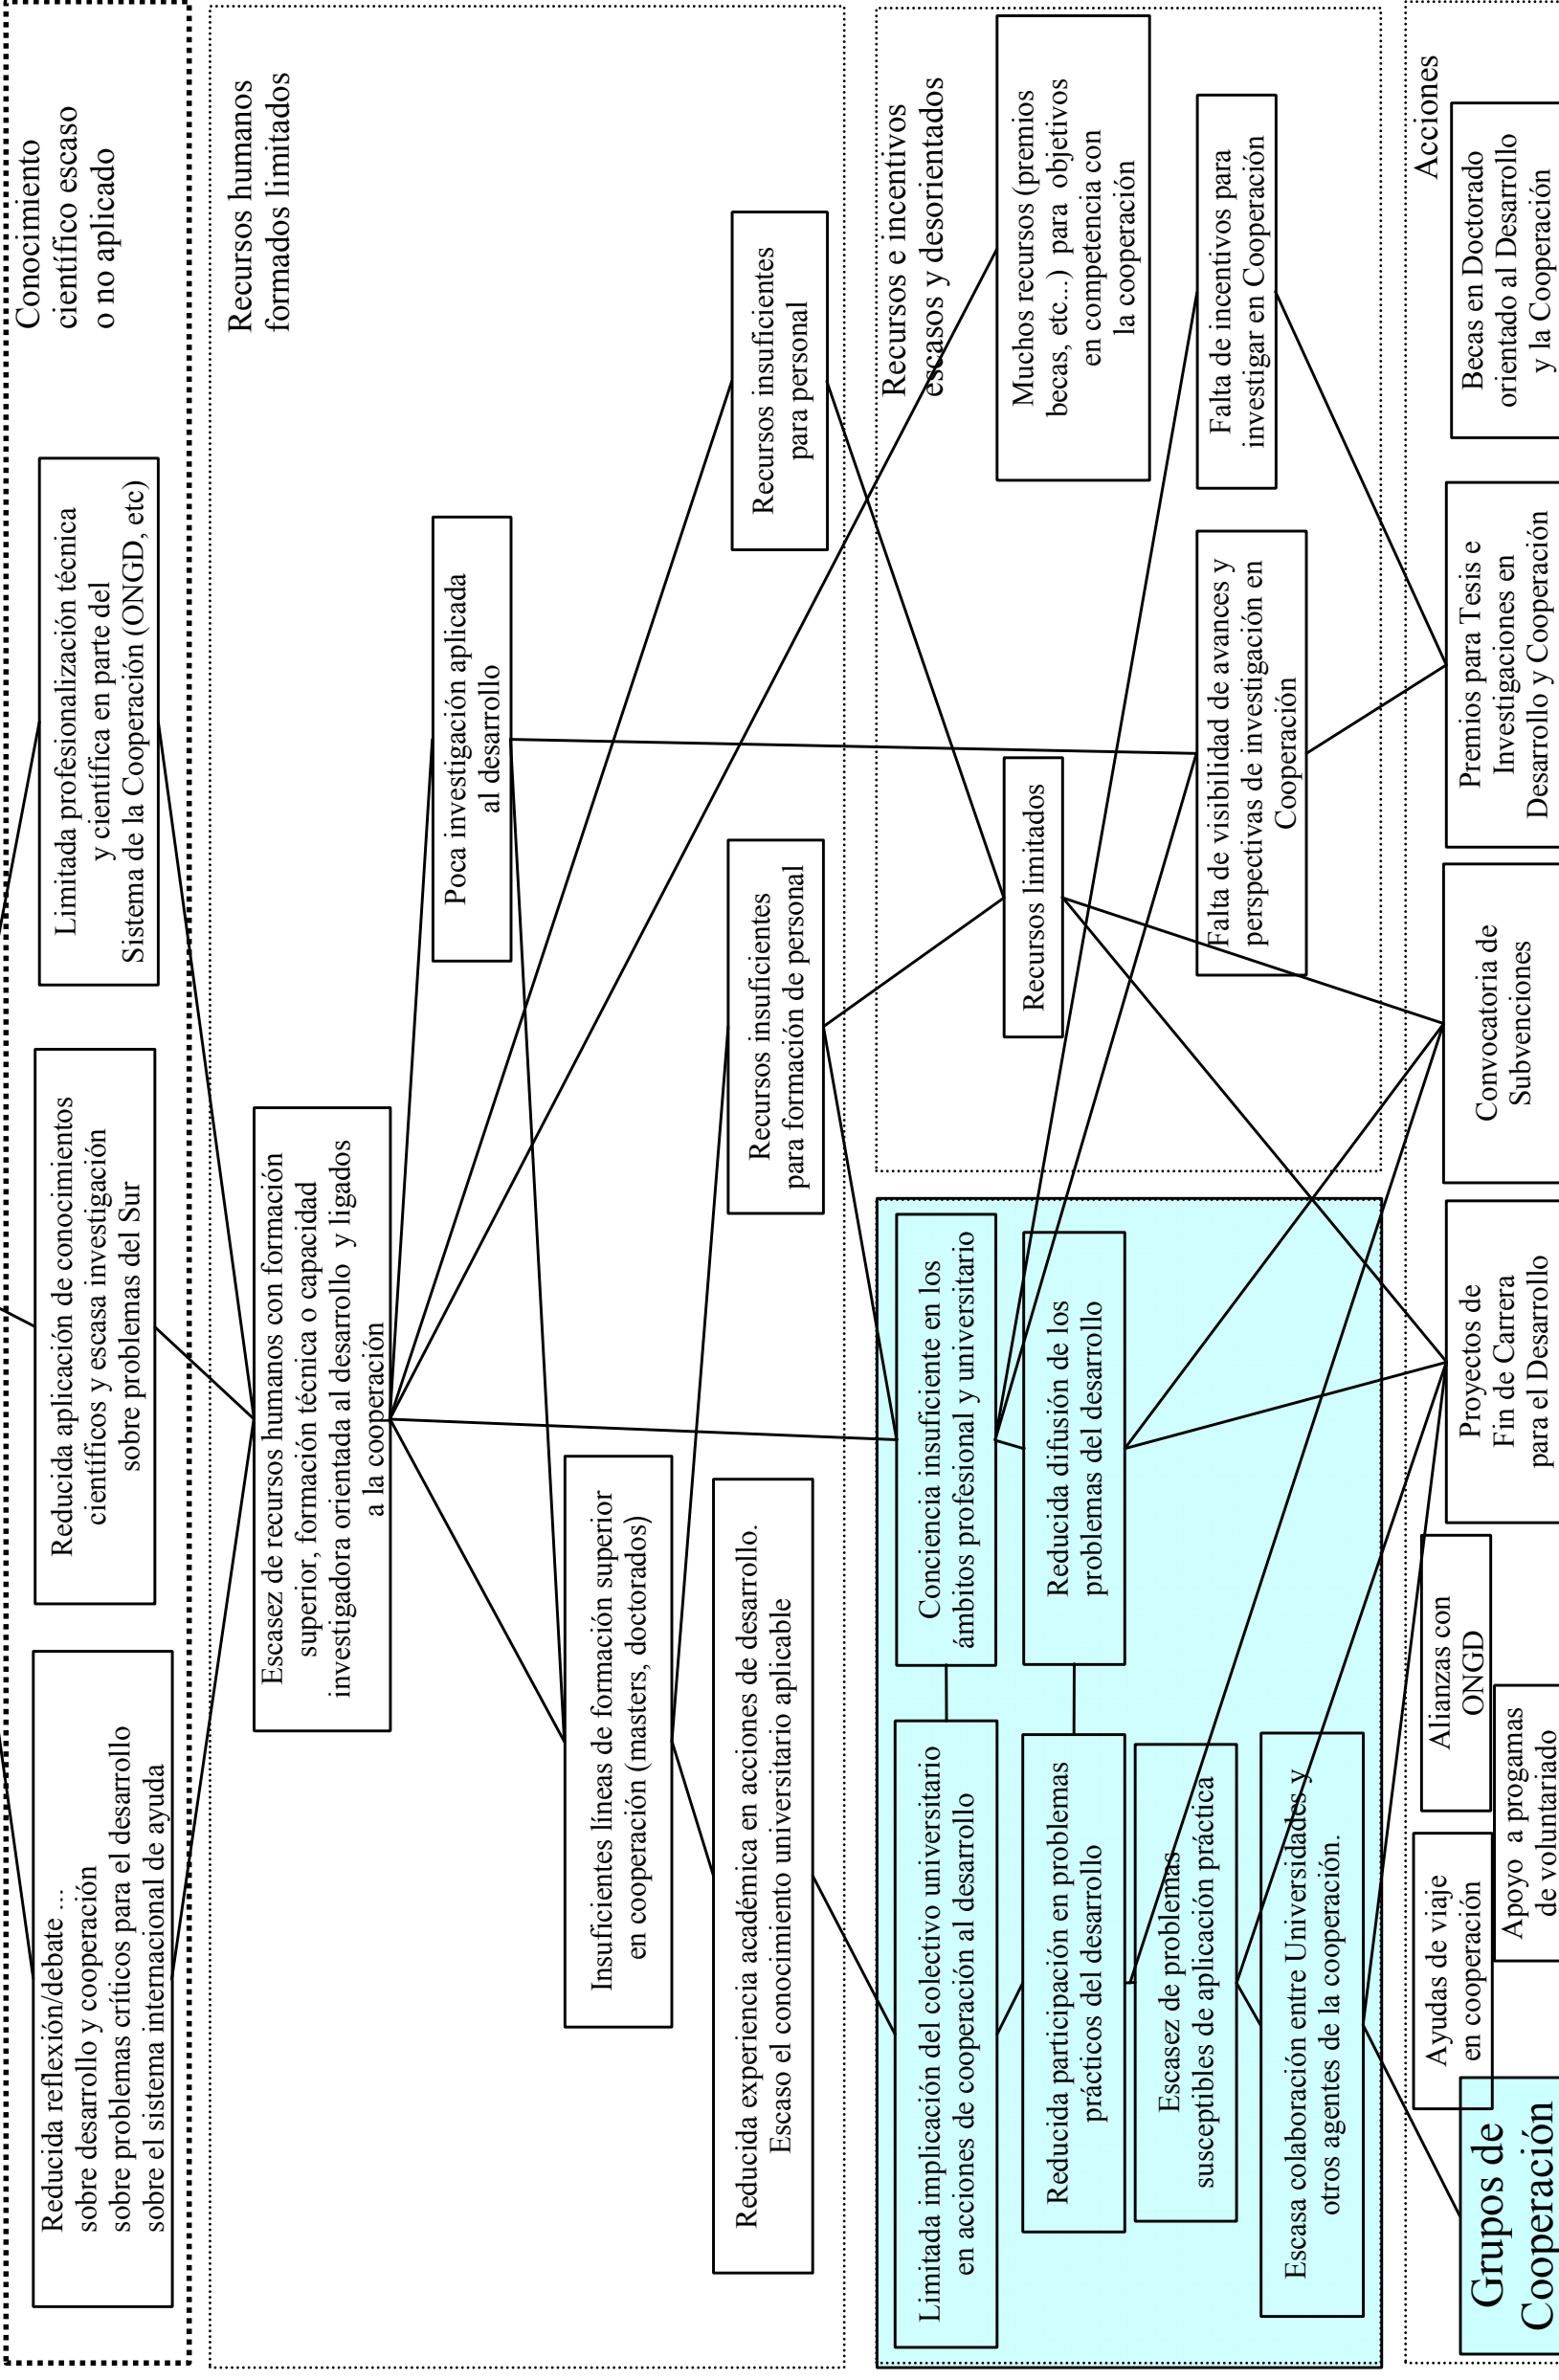 Conocimiento
científico escaso
o no aplicado
Reducida reflexión/debate ...
sobre desarrollo y cooperación
sobre problemas críticos para el desarrollo
sobre el sistema internacional de ayuda
Reducida aplicación de conocimientos
científicos y escasa investigación
sobre problemas del Sur
Limitada profesionalización técnica
y científica en parte del
Sistema de la Cooperación (ONGD, etc)
Recursos humanos
formados limitados
Escasez de recursos humanos con formación
superior, formación técnica o capacidad
investigadora orientada al desarrollo y ligados
a la cooperación
Poca investigación aplicada
al desarrollo
Insuficientes líneas de formación superior
en cooperación (masters, doctorados)
Reducida experiencia académica en acciones de desarrollo.
Escaso el conocimiento universitario aplicable
Recursos insuficientes
para formación de personal
Recursos insuficientes
para personal
Recursos e incentivos
escasos y desorientados
Limitada implicación del colectivo universitario
en acciones de cooperación al desarrollo
Conciencia insuficiente en los
ámbitos profesional y universitario
Muchos recursos (premios
becas, etc...) para objetivos
en competencia con
la cooperación
Reducida participación en problemas
prácticos del desarrollo
Reducida difusión de los
problemas del desarrollo
Recursos limitados
Escasez de problemas
susceptibles de aplicación práctica
Falta de visibilidad de avances y
perspectivas de investigación en
Cooperación
Falta de incentivos para
investigar en Cooperación
Escasa colaboración entre Universidades y
otros agentes de la cooperación.
Acciones
Grupos de
Cooperación
Ayudas de viaje
en cooperación
Alianzas con
ONGD
Apoyo a progamas
de voluntariado
Proyectos de
Fin de Carrera
para el Desarrollo
Convocatoria de
Subvenciones
Premios para Tesis e
Investigaciones en
Desarrollo y Cooperación
Becas en Doctorado
orientado al Desarrollo
y la Cooperación